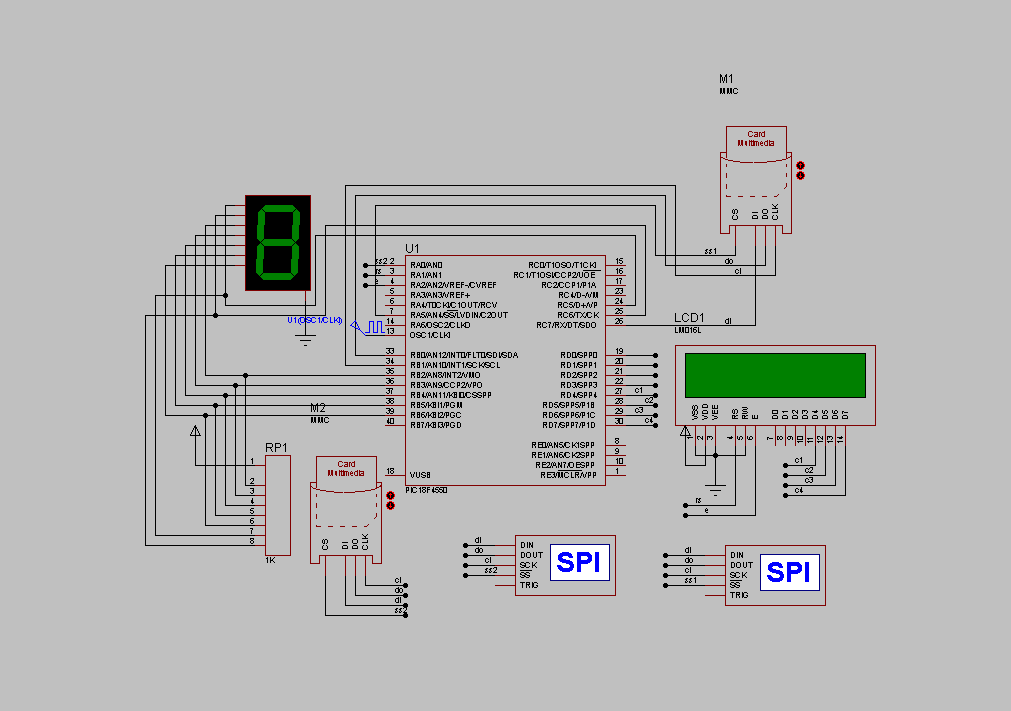 M1
MMC
Card
Multimedia
CS
DI
DO
CLK
ss1
do
cl
di
U1
ss2 2
rs 3
e 4
5
6
7
14
13
U1(OSC1/CLKI)
RA0/AN0
RA1/AN1
RA2/AN2/VREF-/CVREF
RA3/AN3/VREF+
RA4/T0CKI/C1OUT/RCV
RA5/AN4/SS/LVDIN/C2OUT
RA6/OSC2/CLKO
OSC1/CLKI
RC0/T1OSO/T1CKI
RC1/T1OSI/CCP2/UOE
RC2/CCP1/P1A
RC4/D-/VM
RC5/D+/VP
RC6/TX/CK
RC7/RX/DT/SDO
15
16
17
23
24
25
26
33
34
35
36
37
38
39
40
RB0/AN12/INT0/FLT0/SDI/SDA
RB1/AN10/INT1/SCK/SCL
RB2/AN8/INT2/VMO
RB3/AN9/CCP2/VPO
RB4/AN11/KBI0/CSSPP
RB5/KBI1/PGM
RB6/KBI2/PGC
RB7/KBI3/PGD
RD0/SPP0
RD1/SPP1
RD2/SPP2
RD3/SPP3
RD4/SPP4
RD5/SPP5/P1B
RD6/SPP6/P1C
RD7/SPP7/P1D
19
20
21
22
27 c1
28 c2
29 c3
30 c4
RE0/AN5/CK1SPP
RE1/AN6/CK2SPP
RE2/AN7/OESPP
RE3/MCLR/VPP
8
9
10
1
18
VUSB
PIC18F4550
LCD1
LM016L
VSS
VDD
VEE
RS
RW
E
D0
D1
D2
D3
D4
D5
D6
D7
1
2
3
4
5
6
7
8
9
10
11
12
13
14
c1
c2
c3
c4
rs
e
M2
MMC
Card
Multimedia
CS
DI
DO
CLK
cl
do
di
ss2
RP1
1
2
3
4
5
6
7
8
1K
di
do
cl
ss2
DIN
DOUT
SCK
SS
TRIG
SPI
di
do
cl
ss1
DIN
DOUT
SCK
SS
TRIG
SPI